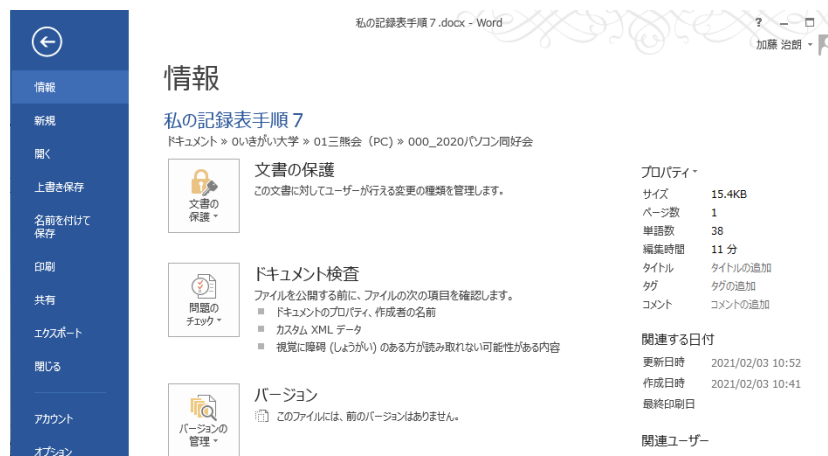 私の記録表手順７.docx - Word
?
加藤 治朗
情報
新規
開く
上書き保存
名前を付けて
保存
印刷
共有
エクスポート
閉じる
アカウント
オプション
情報
私の記録表手順７
ドキュメント » 0いきがい大学 » 01三熊会（PC) » 000_2020パソコン同好会
文書の
保護
文書の保護
この文書に対してユーザーが行える変更の種類を管理します。
問題の
チェック
ドキュメント検査
ファイルを公開する前に、ファイルの次の項目を確認します。
ドキュメントのプロパティ、作成者の名前
カスタム XML データ
視覚に障碍 (しょうがい) のある方が読み取れない可能性がある内容
バージョンの
管理
バージョン
このファイルには、前のバージョンはありません。
プロパティ
サイズ 15.4KB
ページ数 1
単語数 38
編集時間 11 分
タイトル タイトルの追加
タグ タグの追加
コメント コメントの追加
関連する日付
更新日時 2021/02/03 10:52
作成日時 2021/02/03 10:41
最終印刷日
関連ユーザー